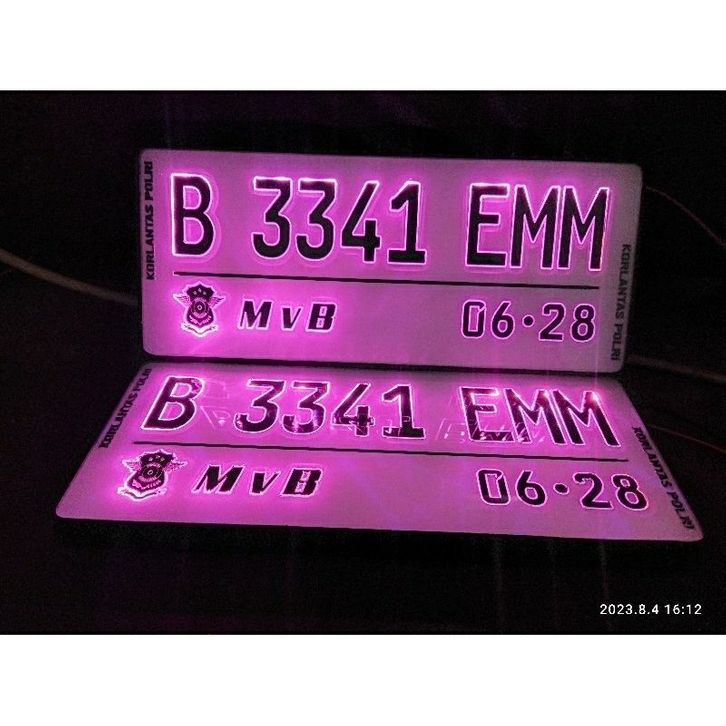 KORLANTAS POLRI
B 3341 EMM
MvB 06·28
KORLANTAS POLRI
KORLANTAS POLRI
B 3341 EMM
MvB 06·28
KORLANTAS POLRI
2023.8.4 16:12